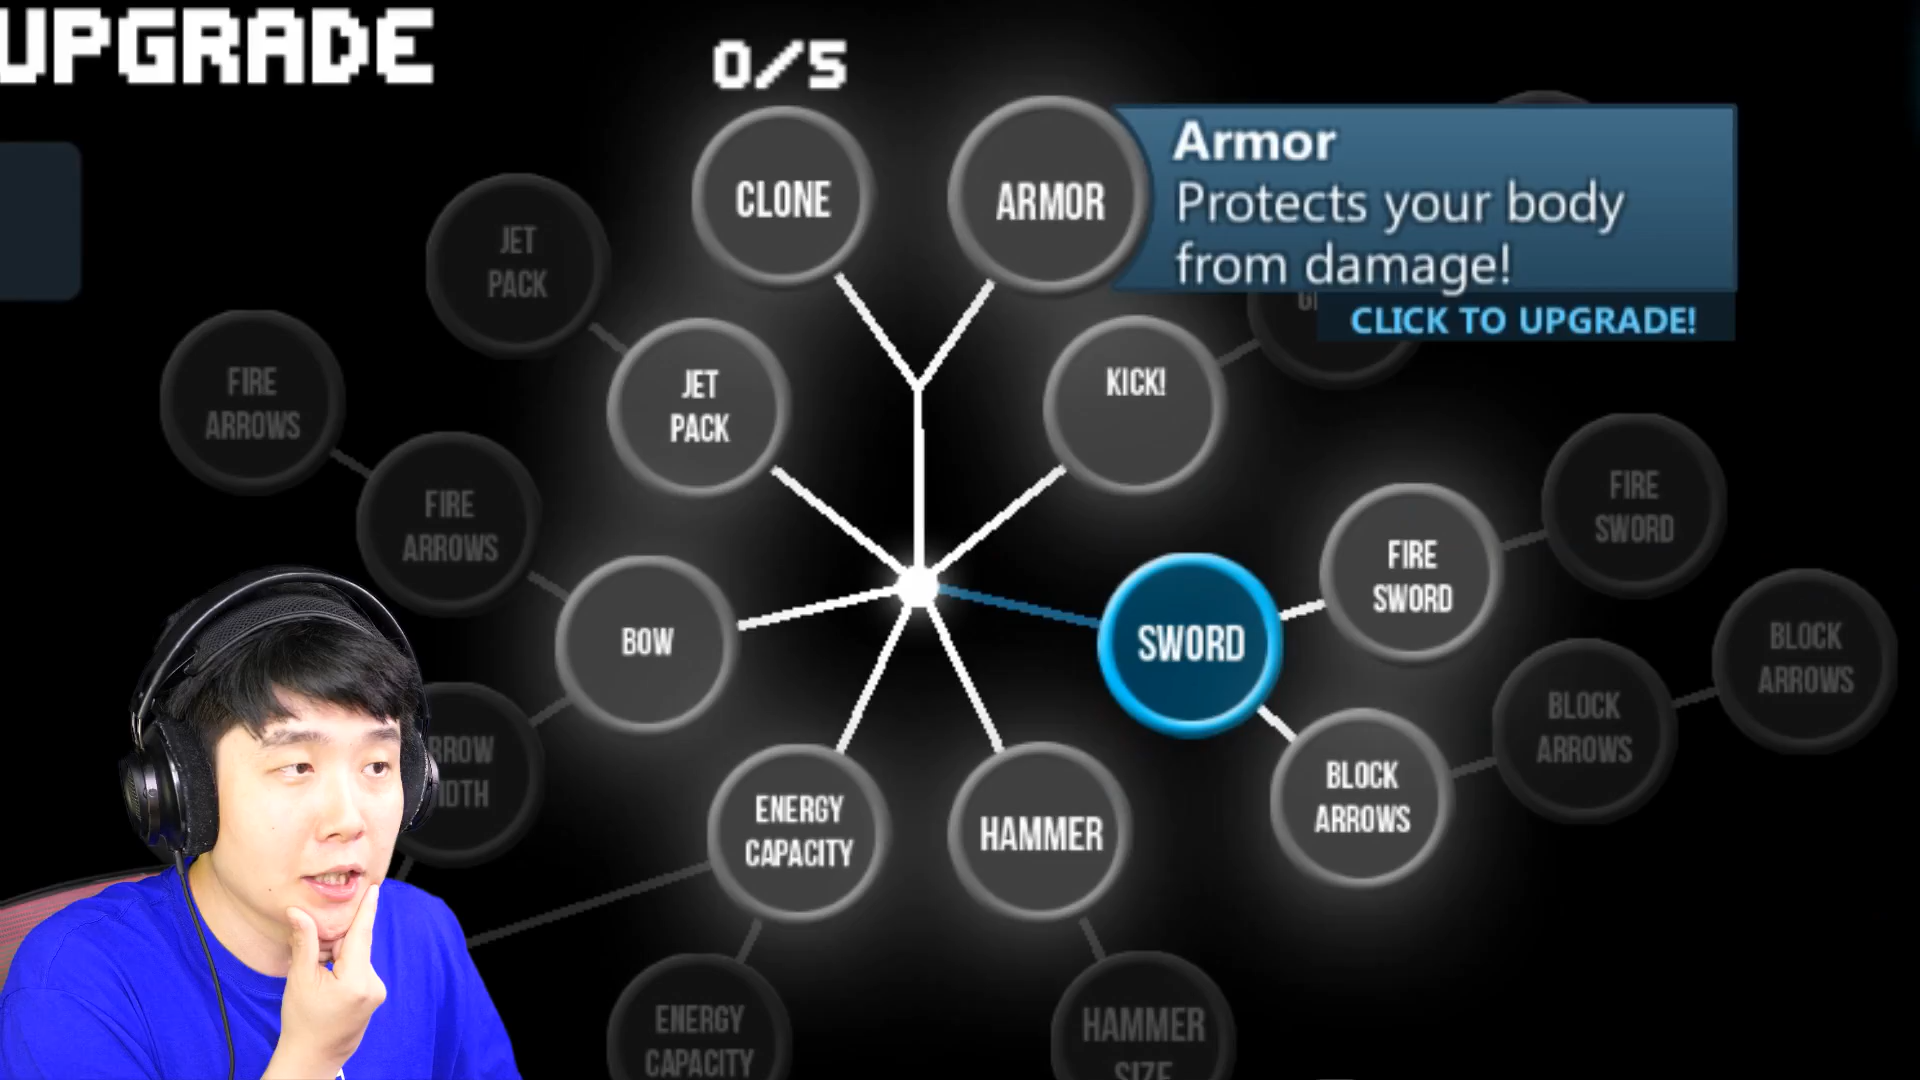 UPGRADE
0/5
CLONE
ARMOR
Armor
Protects your body
from damage!
CLICK TO UPGRADE!
JET
PACK
JET
PACK
KICK!
FIRE
ARROWS
FIRE
ARROWS
BOW
SWORD
FIRE
SWORD
FIRE
SWORD
BLOCK
ARROWS
BLOCK
ARROWS
BLOCK
ARROWS
ENERGY
CAPACITY
HAMMER
ENERGY
CAPACITY
HAMMER
SIZE